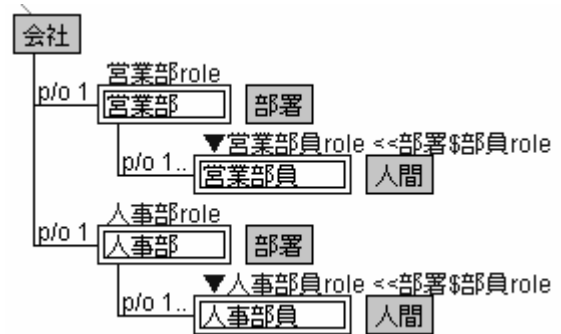 会社
営業部role
p/o 1 営業部 部署
▼営業部員role <<部署$部員role
p/o 1.. 営業部員 人間
人事部role
p/o 1 人事部 部署
▼人事部員role <<部署$部員role
p/o 1.. 人事部員 人間